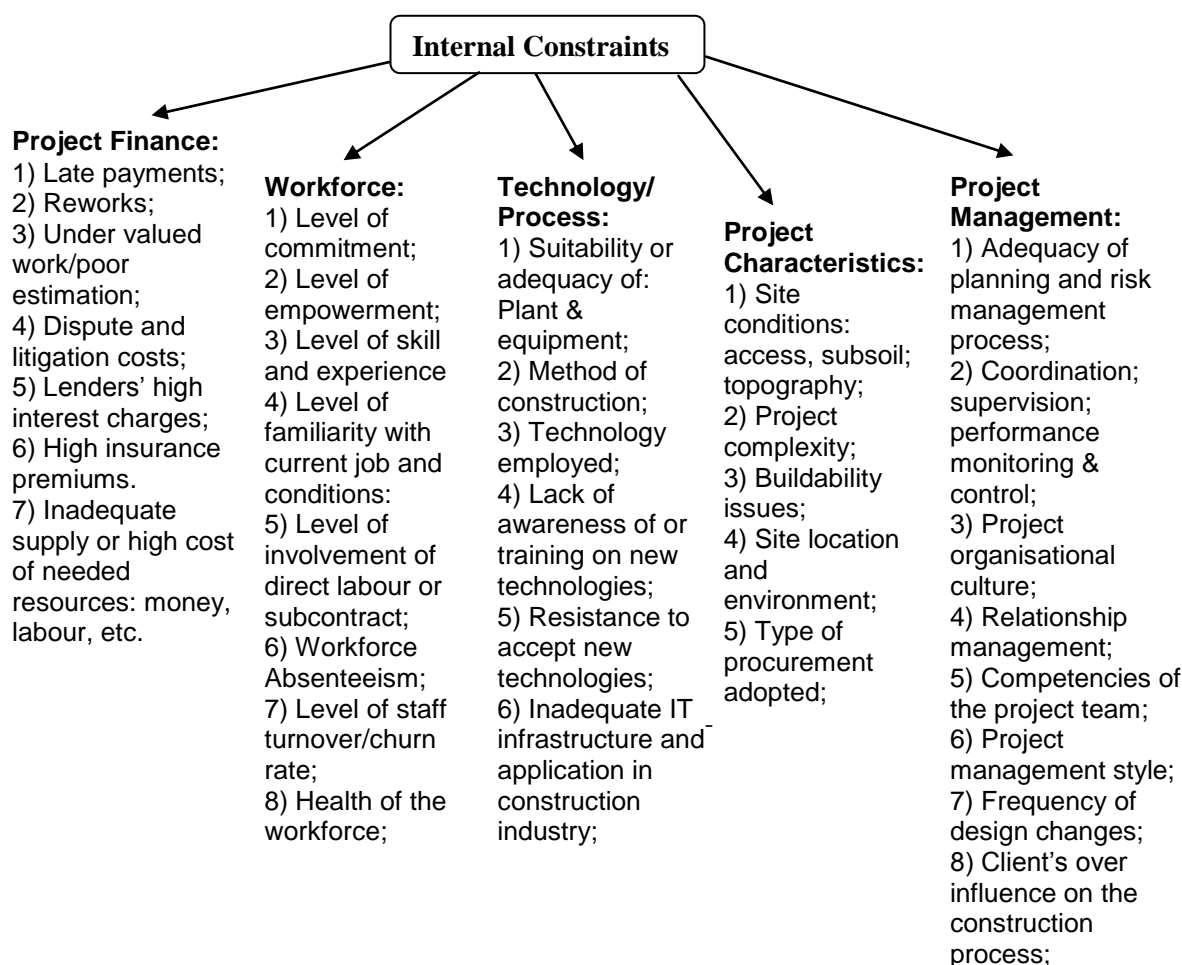 Internal Constraints
Project Finance:
1) Late payments;
2) Reworks;
3) Under valued
work/poor
estimation;
4) Dispute and
litigation costs;
5) Lenders' high
interest charges;
6) High insurance
premiums.
7) Inadequate
supply or high cost
of needed
resources: money,
labour, etc.
Workforce:
1) Level of
commitment;
2) Level of
empowerment;
3) Level of skill
and experience
4) Level of
familiarity with
current job and
conditions:
5) Level of
involvement of
direct labour or
subcontract;
6) Workforce
Absenteeism;
7) Level of staff
turnover/churn
rate;
8) Health of the
workforce;
Technology/
Process:
1) Suitability or
adequacy of:
Plant &
equipment;
2) Method of
construction;
3) Technology
employed;
4) Lack of
awareness of or
training on new
technologies;
5) Resistance to
accept new
technologies;
6) Inadequate IT
infrastructure and
application in
construction
industry;
Project
Characteristics:
1) Site
conditions:
access, subsoil;
topography;
2) Project
complexity;
3) Buildability
issues;
4) Site location
and
environment;
5) Type of
procurement
adopted;
Project
Management:
1) Adequacy of
planning and risk
management
process;
2) Coordination;
supervision;
performance
monitoring &
control;
3) Project
organisational
culture;
4) Relationship
management;
5) Competencies of
the project team;
6) Project
management style;
7) Frequency of
design changes;
8) Client's over
influence on the
construction
process;